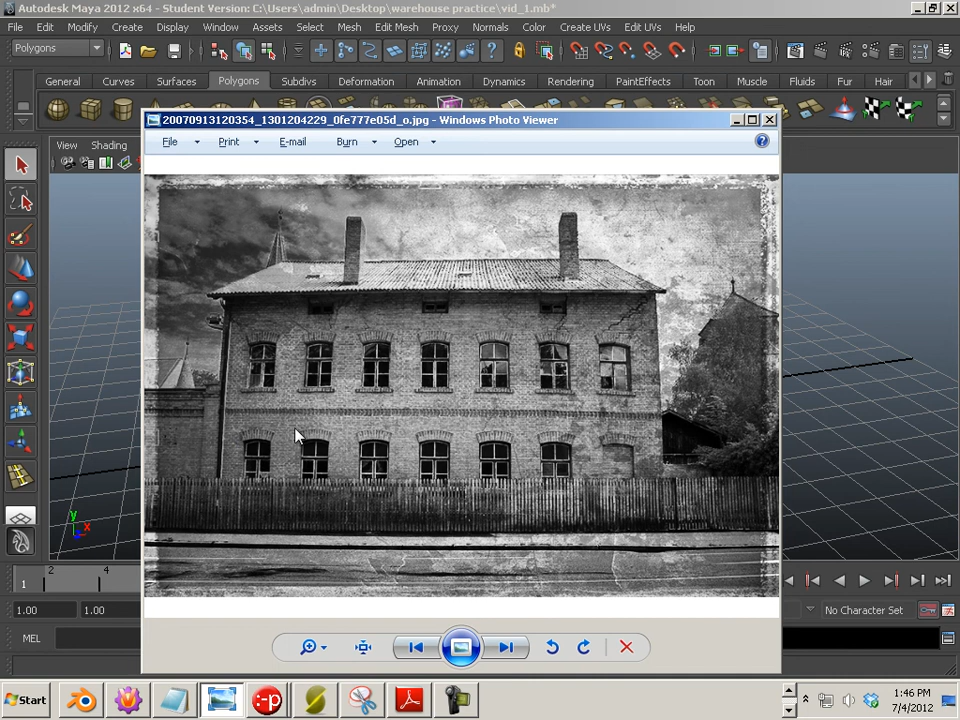 Autodesk Maya 2012 x64 - Student Version: C:\Users\admin\Desktop\warehouse practice\vid_1.mb*
File Edit Modify Create Display Window Assets Select Mesh Edit Mesh Proxy Normals Color Create UVs Edit UVs Help
Polygons
General Curves Surfaces Polygons Subdivs Deformation Animation Dynamics Rendering PaintEffects Toon Muscle Fluids Fur Hair
20070913120354_1301204229_0fe777e05d_o.jpg - Windows Photo Viewer
View Shading
File Print E-mail Burn Open
y
x
2 4
1
1.00 1.00
No Character Set
MEL
Start
:-p
1:46 PM
7/4/2012